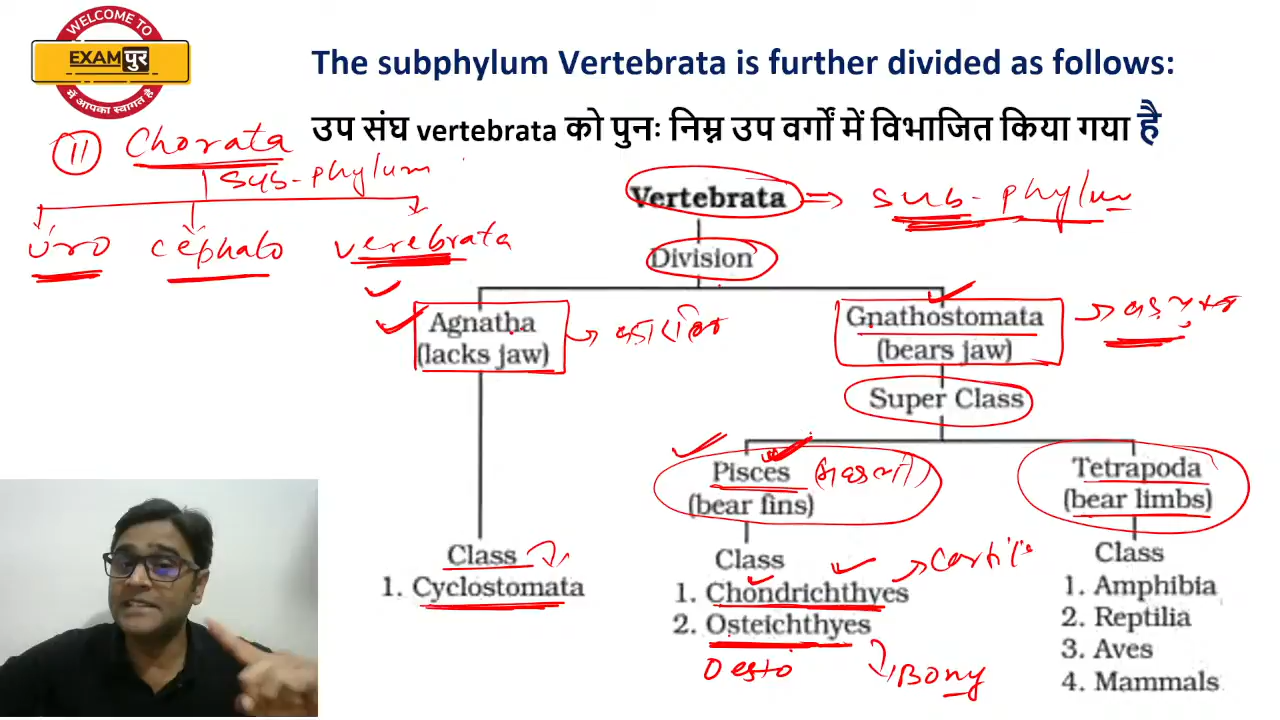 WELCOME TO
EXAMपुर
में आपका स्वागत है
The subphylum Vertebrata is further divided as follows:
उप संघ vertebrata को पुनः निम्न उप वर्गों में विभाजित किया गया है
11 Chorata
sub-phylum
uro cephalo verebrata
Vertebrata ⇒ sub-phylum
Division
Agnatha
(lacks jaw)
Gnathostomata
(bears jaw)
Super Class
Pisces
(bear fins)
Tetrapoda
(bear limbs)
Class
1. Cyclostomata
Class
1. Chondrichthyes
2. Osteichthyes
Bony
Class
1. Amphibia
2. Reptilia
3. Aves
4. Mammals